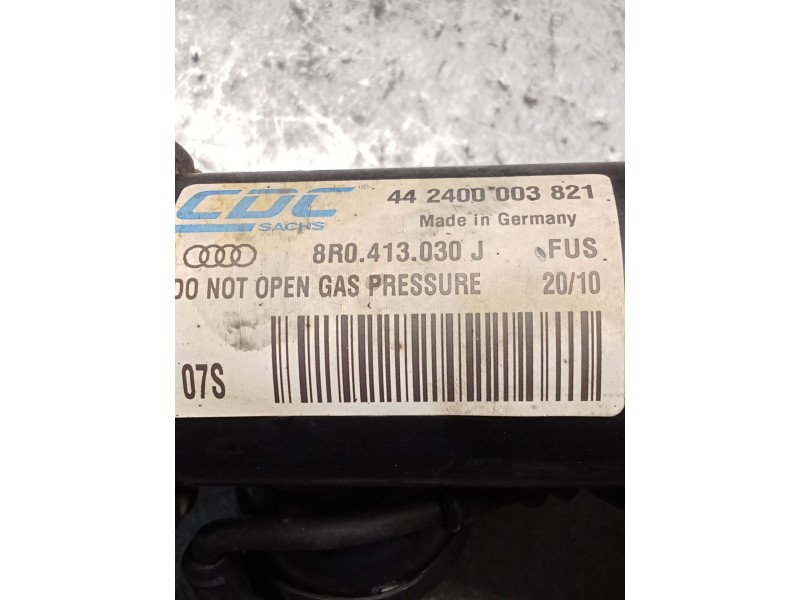 CDC
SACHS
®
44 2400 003 821
Made in Germany
8R0.413.030 J FUS
DO NOT OPEN GAS PRESSURE 20/10
07S